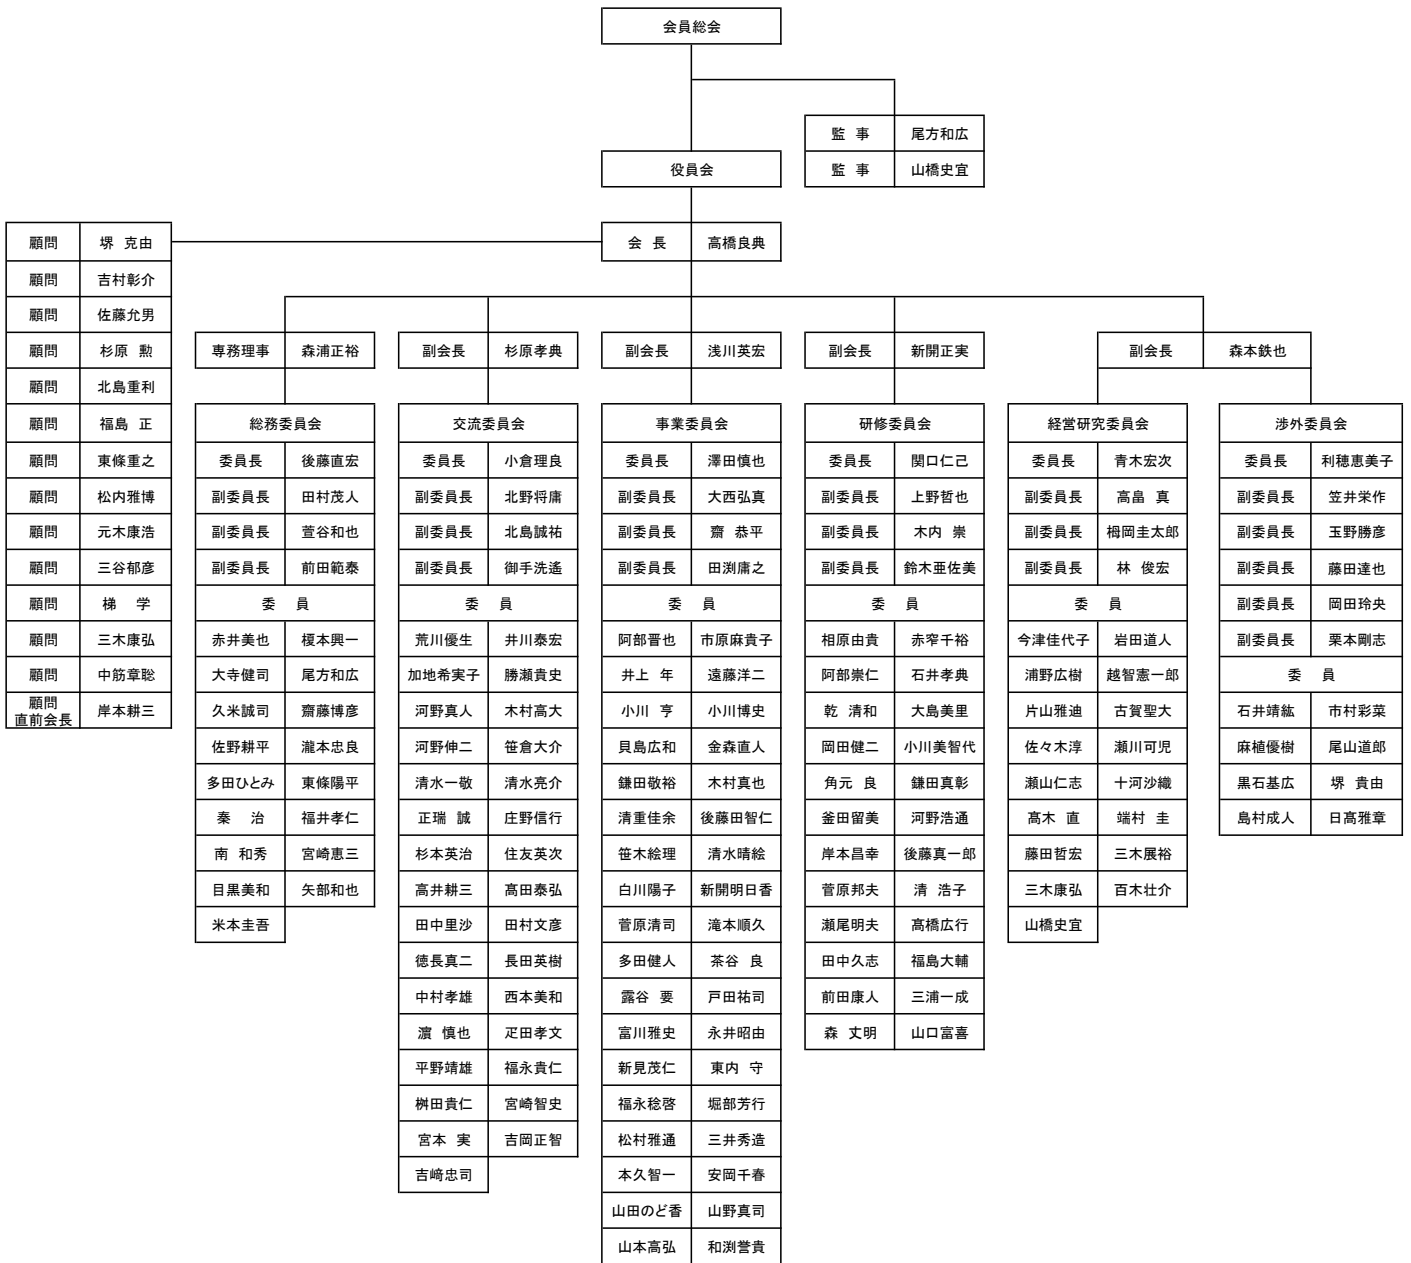 会員総会
監 事 尾方和広
監 事 山橋史宜
役員会
会 長 高橋良典
顧問 堺 克由
顧問 吉村彰介
顧問 佐藤允男
顧問 杉原 勲
顧問 北島重利
顧問 福島 正
顧問 東條重之
顧問 松内雅博
顧問 元木康浩
顧問 三谷郁彦
顧問 梯 学
顧問 三木康弘
顧問 中筋章聡
顧問
直前会長 岸本耕三
専務理事 森浦正裕
総務委員会
委員長 後藤直宏
副委員長 田村茂人
副委員長 萱谷和也
副委員長 前田範泰
委 員
赤井美也 榎本興一
大寺健司 尾方和広
久米誠司 齋藤博彦
佐野耕平 瀧本忠良
多田ひとみ 東條陽平
秦 治 福井孝仁
南 和秀 宮崎恵三
目黒美和 矢部和也
米本圭吾
副会長 杉原孝典
交流委員会
委員長 小倉理良
副委員長 北野将庸
副委員長 北島誠祐
副委員長 御手洗遙
委 員
荒川優生 井川泰宏
加地希実子 勝瀬貴史
河野真人 木村高大
河野伸二 笹倉大介
清水一敬 清水亮介
正瑞 誠 庄野信行
杉本英治 住友英次
高井耕三 髙田泰弘
田中里沙 田村文彦
徳長真二 長田英樹
中村孝雄 西本美和
濵 慎也 疋田孝文
平野靖雄 福永貴仁
桝田貴仁 宮崎智史
宮本 実 吉岡正智
吉﨑忠司
副会長 浅川英宏
事業委員会
委員長 澤田慎也
副委員長 大西弘真
副委員長 齋 恭平
副委員長 田渕庸之
委 員
阿部晋也 市原麻貴子
井上 年 遠藤洋二
小川 亨 小川博史
貝島広和 金森直人
鎌田敬裕 木村真也
清重佳余 後藤田智仁
笹木絵理 清水晴絵
白川陽子 新開明日香
菅原清司 滝本順久
多田健人 茶谷 良
露谷 要 戸田祐司
富川雅史 永井昭由
新見茂仁 東内 守
福永稔啓 堀部芳行
松村雅通 三井秀造
本久智一 安岡千春
山田のど香 山野真司
山本高弘 和渕誉貴
副会長 新開正実
研修委員会
委員長 関口仁己
副委員長 上野哲也
副委員長 木内 崇
副委員長 鈴木亜佐美
委 員
相原由貴 赤窄千裕
阿部崇仁 石井孝典
乾 清和 大島美里
岡田健二 小川美智代
角元 良 鎌田真彰
釜田留美 河野浩通
岸本昌幸 後藤真一郎
菅原邦夫 清 浩子
瀬尾明夫 髙橋広行
田中久志 福島大輔
前田康人 三浦一成
森 丈明 山口富喜
副会長 森本鉄也
経営研究委員会
委員長 青木宏次
副委員長 高畠 真
副委員長 栂岡圭太郎
副委員長 林 俊宏
委 員
今津佳代子 岩田道人
浦野広樹 越智憲一郎
片山雅迪 古賀聖大
佐々木淳 瀬川可児
瀬山仁志 十河沙織
髙木 直 端村 圭
藤田哲宏 三木展裕
三木康弘 百木壮介
山橋史宜
渉外委員会
委員長 利穂恵美子
副委員長 笠井栄作
副委員長 玉野勝彦
副委員長 藤田達也
副委員長 岡田玲央
副委員長 栗本剛志
委 員
石井靖紘 市村彩菜
麻植優樹 尾山道郎
黒石基広 堺 貴由
島村成人 日髙雅章